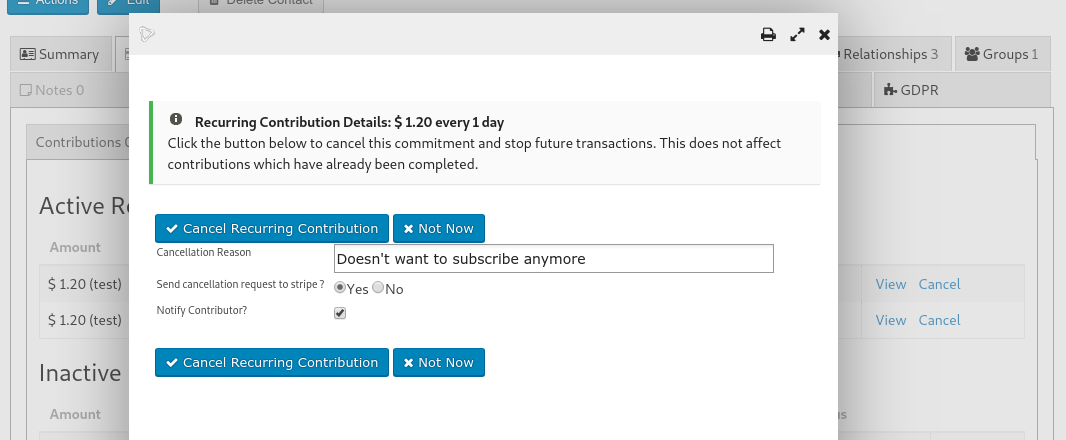 Actions
Edit
Delete Contact
Summary
Relationships 3
Groups 1
Notes 0
GDPR
Contributions
Recurring Contribution Details: $ 1.20 every 1 day
Click the button below to cancel this commitment and stop future transactions. This does not affect
contributions which have already been completed.
Active
Cancel Recurring Contribution Not Now
Cancellation Reason Doesn't want to subscribe anymore
Amount
Send cancellation request to stripe ? Yes No
$ 1.20 (test) View Cancel
Notify Contributor?
$ 1.20 (test) View Cancel
Cancel Recurring Contribution Not Now
Inactive
Amount